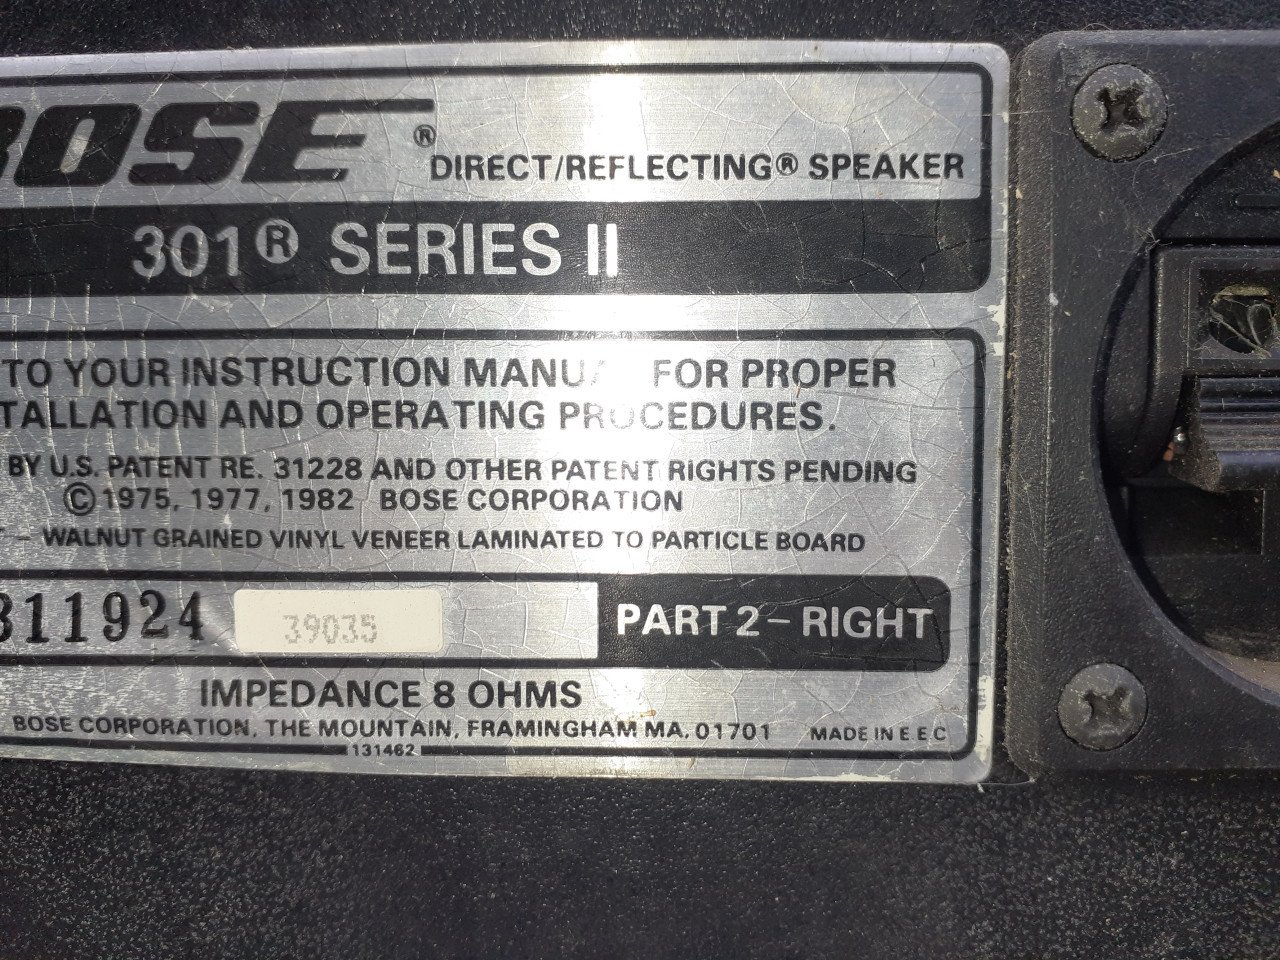 BOSE®
DIRECT/REFLECTING® SPEAKER
301® SERIES II
TO YOUR INSTRUCTION FOR PROPER
AND OPERATING PROCEDURES.
BY U.S. PATENT RE. 31228 AND OTHER PATENT RIGHTS PENDING
© 1975, 1977, 1982 BOSE CORPORATION
- WALNUT GRAINED VINYL VENEER LAMINATED TO PARTICLE BOARD
311924 39035 PART 2 - RIGHT
IMPEDANCE 8 OHMS
BOSE CORPORATION, THE MOUNTAIN, FRAMINGHAM MA, 01701 MADE IN E.E.C
131462